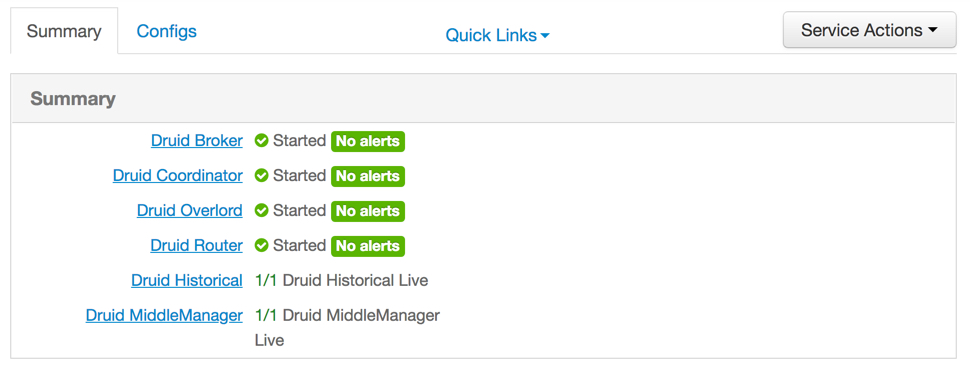 Summary Configs Quick Links Service Actions
Summary
Druid Broker Started No alerts
Druid Coordinator Started No alerts
Druid Overlord Started No alerts
Druid Router Started No alerts
Druid Historical 1/1 Druid Historical Live
Druid MiddleManager 1/1 Druid MiddleManager
Live